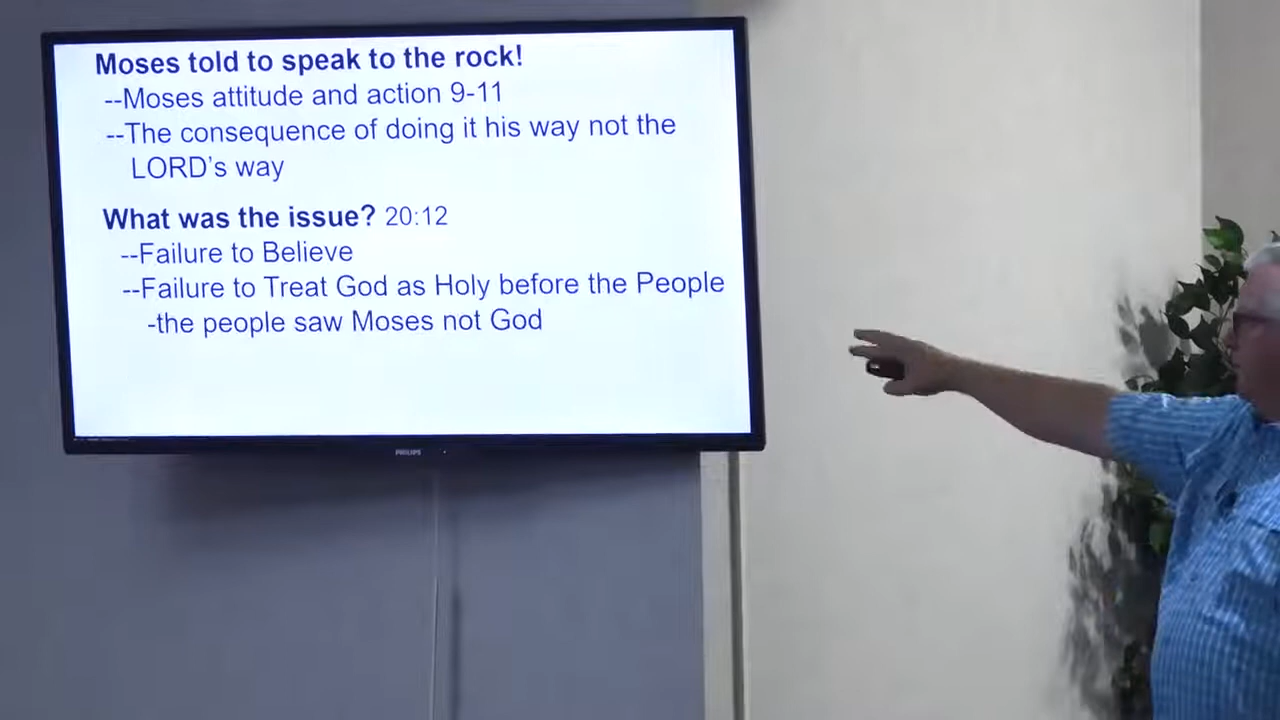 Moses told to speak to the rock!
--Moses attitude and action 9-11
--The consequence of doing it his way not the
LORD's way
What was the issue? 20:12
--Failure to Believe
--Failure to Treat God as Holy before the People
-the people saw Moses not God
PHILIPS